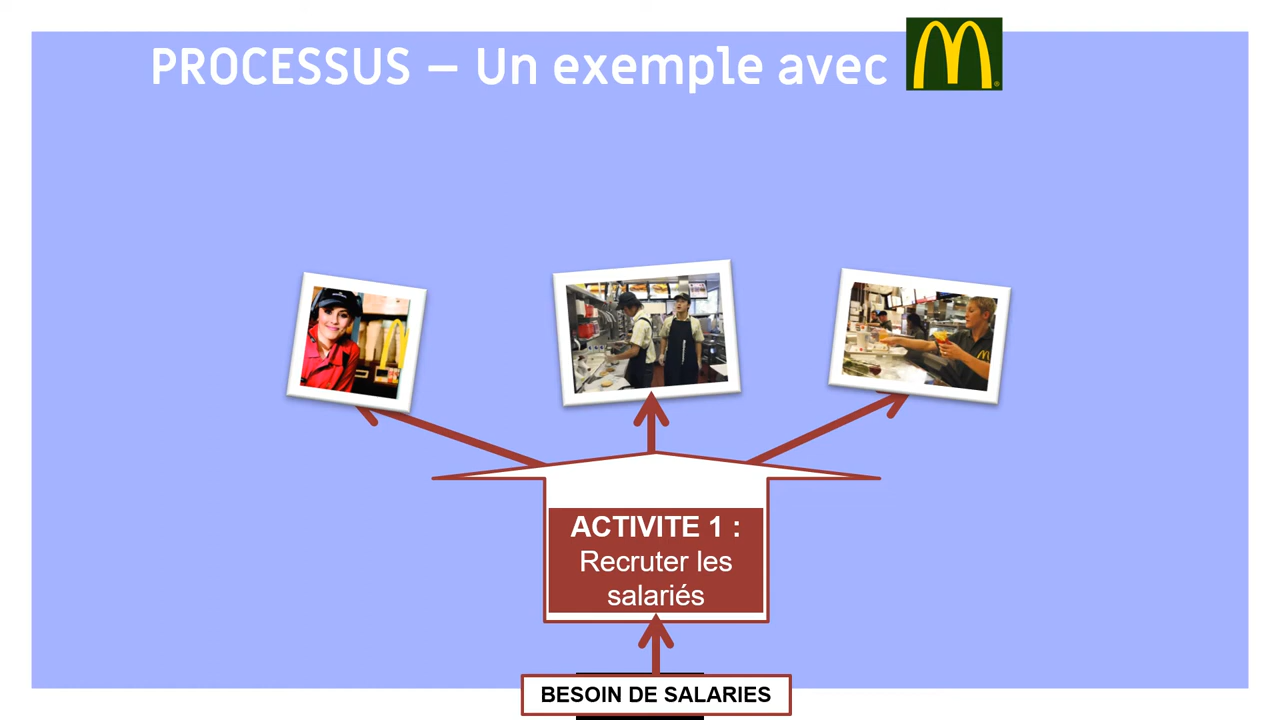 PROCESSUS – Un exemple avec
ACTIVITE 1 :
Recruter les
salariés
BESOIN DE SALARIES